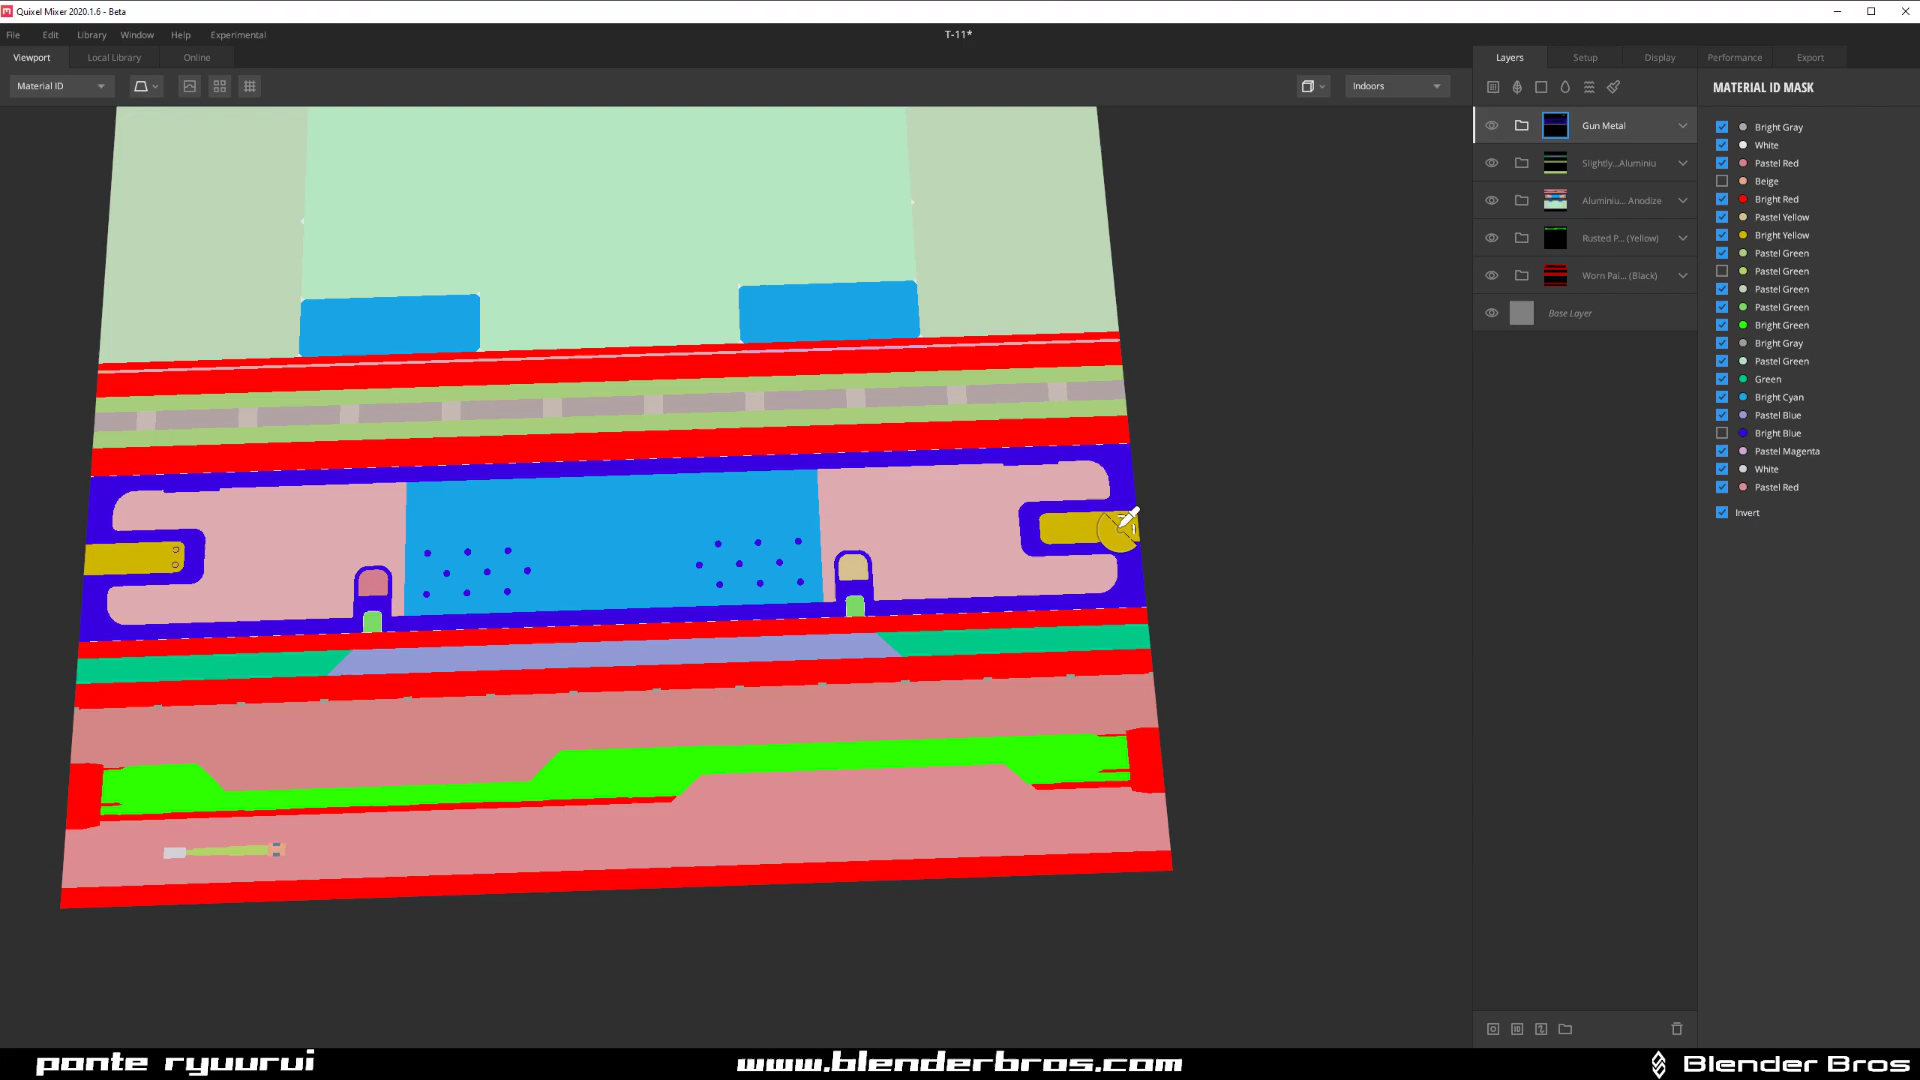 Quixel Mixer 2020.1.6 - Beta
File Edit Library Window Help Experimental
T-11*
Viewport Local Library Online
Layers Setup Display Performance Export
Material ID
Indoors
MATERIAL ID MASK
Gun Metal
Slightly...Aluminiu
Aluminiu... Anodize
Rusted P... (Yellow)
Worn Pai... (Black)
Base Layer
Bright Gray
White
Pastel Red
Beige
Bright Red
Pastel Yellow
Bright Yellow
Pastel Green
Pastel Green
Pastel Green
Pastel Green
Bright Green
Bright Gray
Pastel Green
Green
Bright Cyan
Pastel Blue
Bright Blue
Pastel Magenta
White
Pastel Red
Invert
ponte ryuurui
www.blenderbros.com
Blender Bros